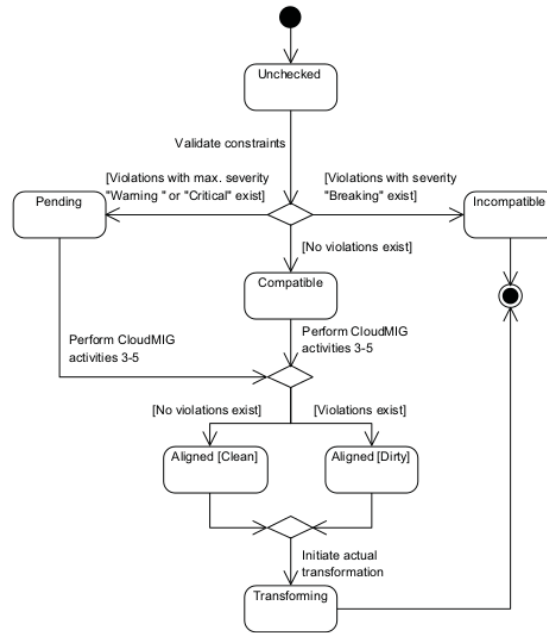 Unchecked
Validate constraints
[Violations with max. severity
"Warning " or "Critical" exist]
[Violations with severity
"Breaking" exist]
Pending
Incompatible
[No violations exist]
Compatible
Perform CloudMIG
activities 3-5
Perform CloudMIG
activities 3-5
[No violations exist]
[Violations exist]
Aligned [Clean]
Aligned [Dirty]
Initiate actual
transformation
Transforming